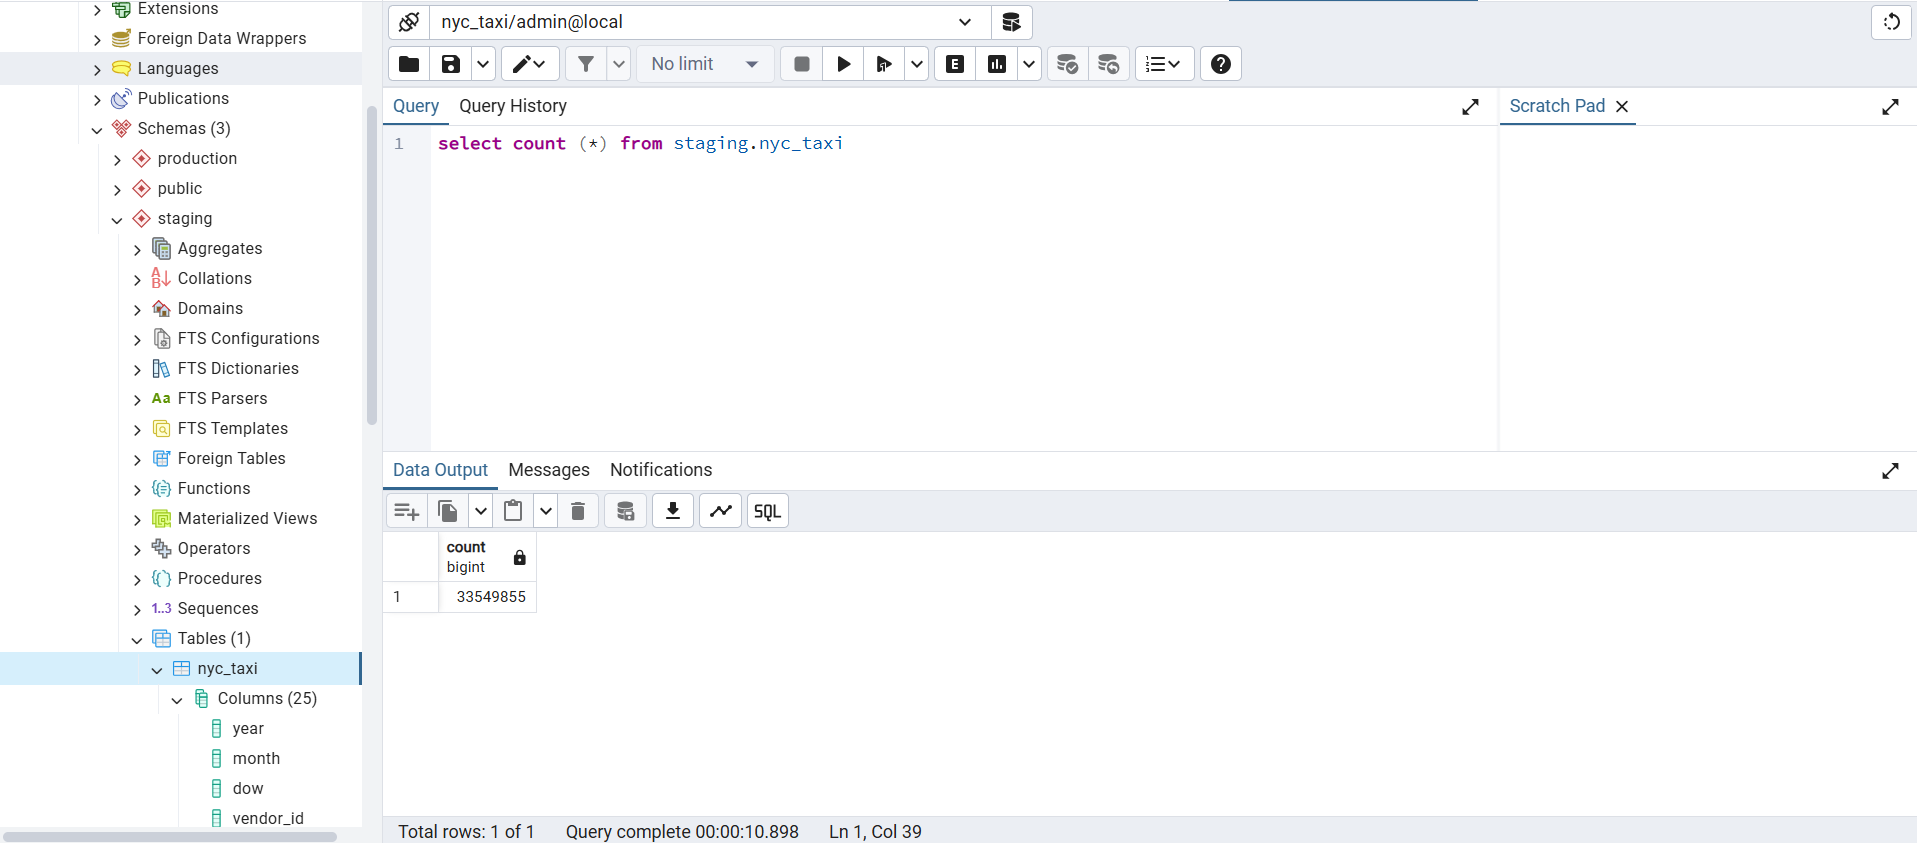 Extensions
Foreign Data Wrappers
Languages
Publications
Schemas (3)
production
public
staging
Aggregates
Collations
Domains
FTS Configurations
FTS Dictionaries
Aa FTS Parsers
FTS Templates
Foreign Tables
Functions
Materialized Views
Operators
Procedures
1..3 Sequences
Tables (1)
nyc_taxi
Columns (25)
year
month
dow
vendor_id
nyc_taxi/admin@local
No limit
E
Query Query History
Scratch Pad
1 select count (*) from staging.nyc_taxi
Data Output Messages Notifications
SQL
count
bigint
1 33549855
Total rows: 1 of 1 Query complete 00:00:10.898 Ln 1, Col 39